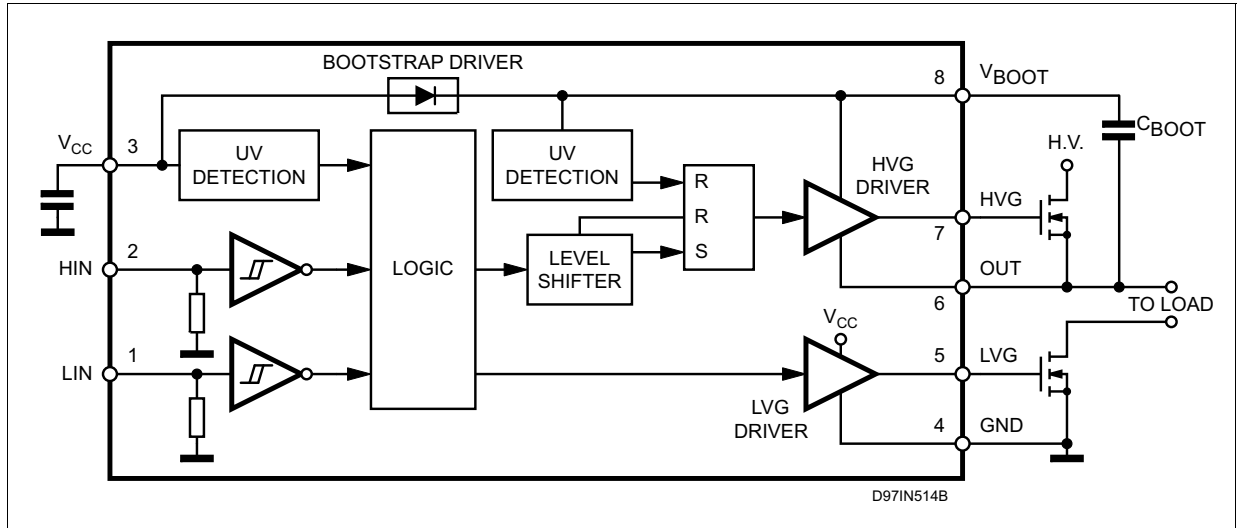 BOOTSTRAP DRIVER
8
VBOOT
CBOOT
H.V.
VCC
3
UV
DETECTION
UV
DETECTION
HVG
DRIVER
R
R
S
HVG
7
2
HIN
LOGIC
LEVEL
SHIFTER
OUT
6
TO LOAD
VCC
1
LIN
5
LVG
LVG
DRIVER
4
GND
D97IN514B